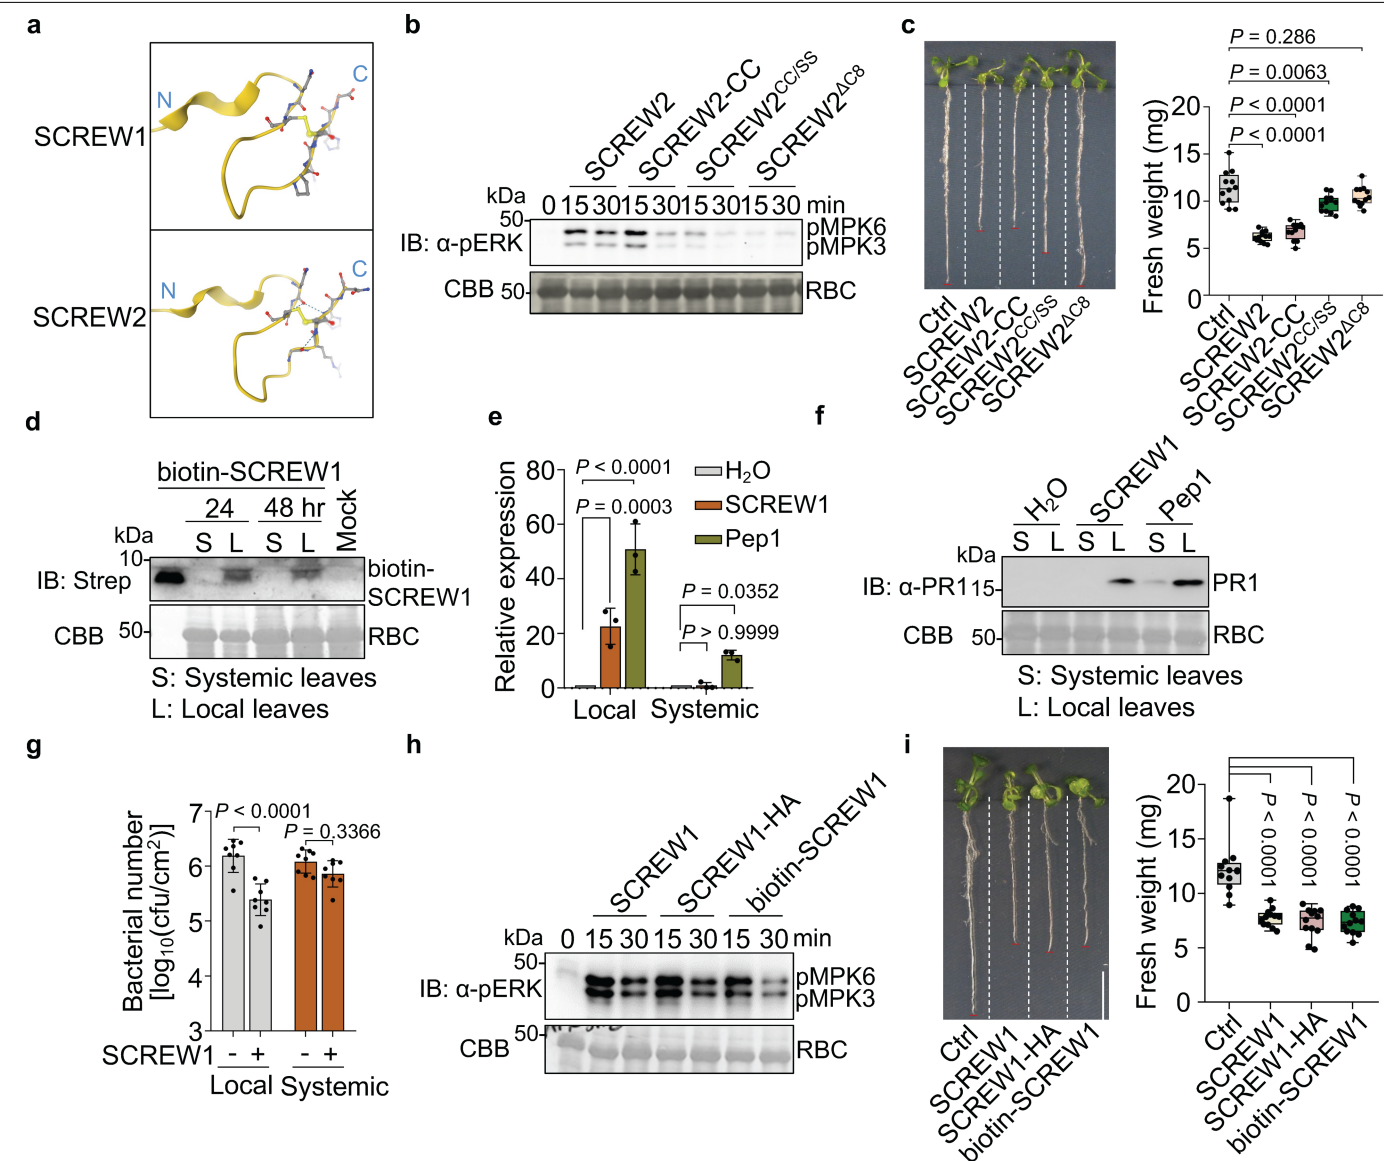 a
N
C
SCREW1
N
C
SCREW2
b
SCREW2
SCREW2-CC
SCREW2CC/SS
SCREW2ΔC8
kDa
0 15 30 15 30 15 30 15 30 min
50
IB: α-pERK
pMPK6
pMPK3
CBB
50
RBC
c
Ctrl
SCREW2
SCREW2-CC
SCREW2CC/SS
SCREW2ΔC8
P = 0.286
P = 0.0063
P < 0.0001
P < 0.0001
Fresh weight (mg)
20
15
10
5
0
Ctrl
SCREW2
SCREW2-CC
SCREW2CC/SS
SCREW2ΔC8
d
biotin-SCREW1
24 48 hr Mock
kDa
S L S L
10
IB: Strep
biotin-
SCREW1
CBB
50
RBC
S: Systemic leaves
L: Local leaves
e
Relative expression
80
60
40
20
0
P < 0.0001
P = 0.0003
P = 0.0352
P > 0.9999
H2O
SCREW1
Pep1
Local Systemic
f
H2O
SCREW1
Pep1
S L S L S L
kDa
IB: α-PR1
15
PR1
CBB
50
RBC
S: Systemic leaves
L: Local leaves
g
Bacterial number
[log10(cfu/cm2)]
7
6
5
4
3
P < 0.0001
P = 0.3366
SCREW1 - + - +
Local Systemic
h
SCREW1
SCREW1-HA
biotin-SCREW1
kDa
0 15 30 15 30 15 30 min
50
IB: α-pERK
pMPK6
pMPK3
CBB
50
RBC
i
Ctrl
SCREW1
SCREW1-HA
biotin-SCREW1
P < 0.0001
P < 0.0001
P < 0.0001
Fresh weight (mg)
20
15
10
5
0
Ctrl
SCREW1
SCREW1-HA
biotin-SCREW1